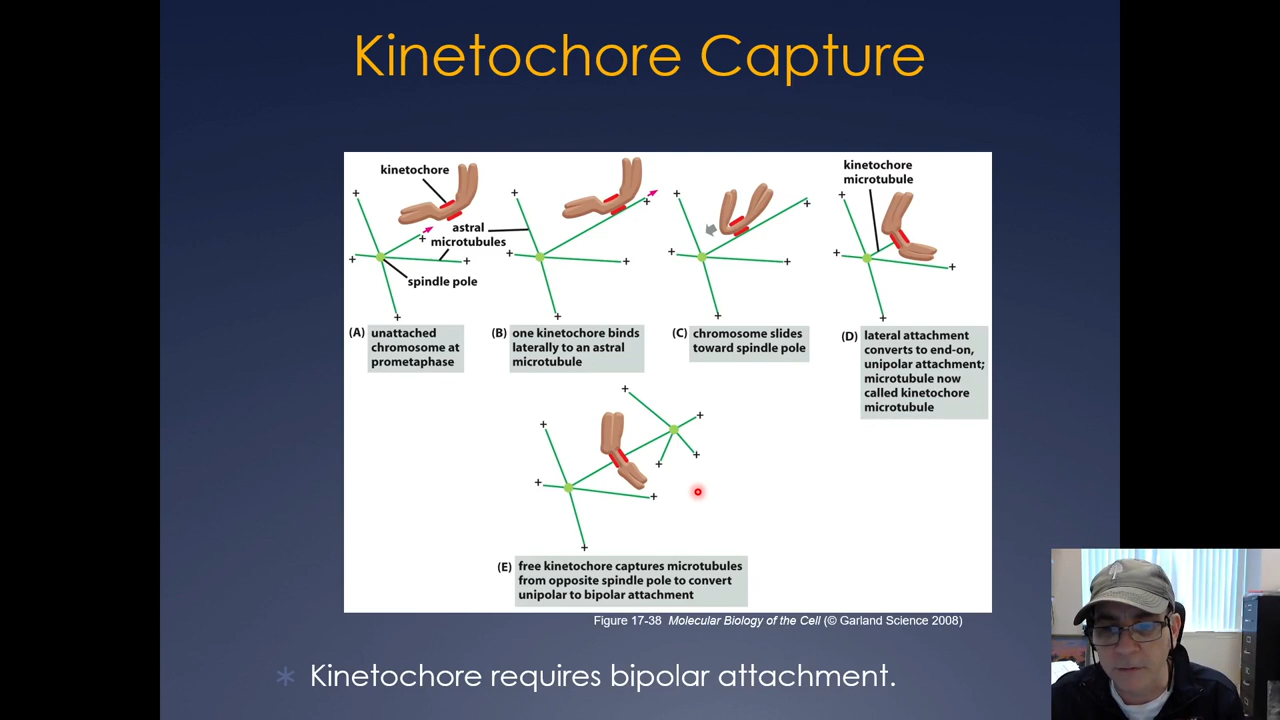 Kinetochore Capture
kinetochore
astral
microtubules
spindle pole
kinetochore
microtubule
+ + + +
+ + + +
+ + + +
+ + + +
(A) unattached
chromosome at
prometaphase
(B) one kinetochore binds
laterally to an astral
microtubule
(C) chromosome slides
toward spindle pole
(D) lateral attachment
converts to end-on,
unipolar attachment;
microtubule now
called kinetochore
microtubule
+ + + +
+ + + +
(E) free kinetochore captures microtubules
from opposite spindle pole to convert
unipolar to bipolar attachment
Figure 17-38 Molecular Biology of the Cell (© Garland Science 2008)
Kinetochore requires bipolar attachment.